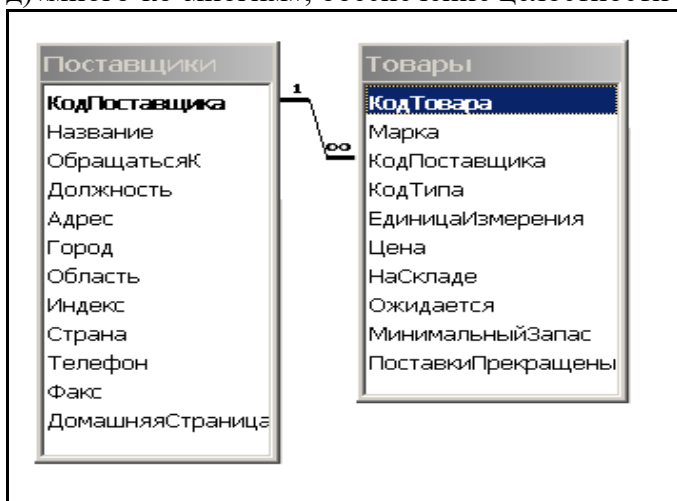 Поставщики
КодПоставщика
Название
ОбращатьсяК
Должность
Адрес
Город
Область
Индекс
Страна
Телефон
Факс
ДомашняяСтраница
1
∞
Товары
КодТовара
Марка
КодПоставщика
КодТипа
ЕдиницаИзмерения
Цена
НаСкладе
Ожидается
МинимальныйЗапас
ПоставкиПрекращены